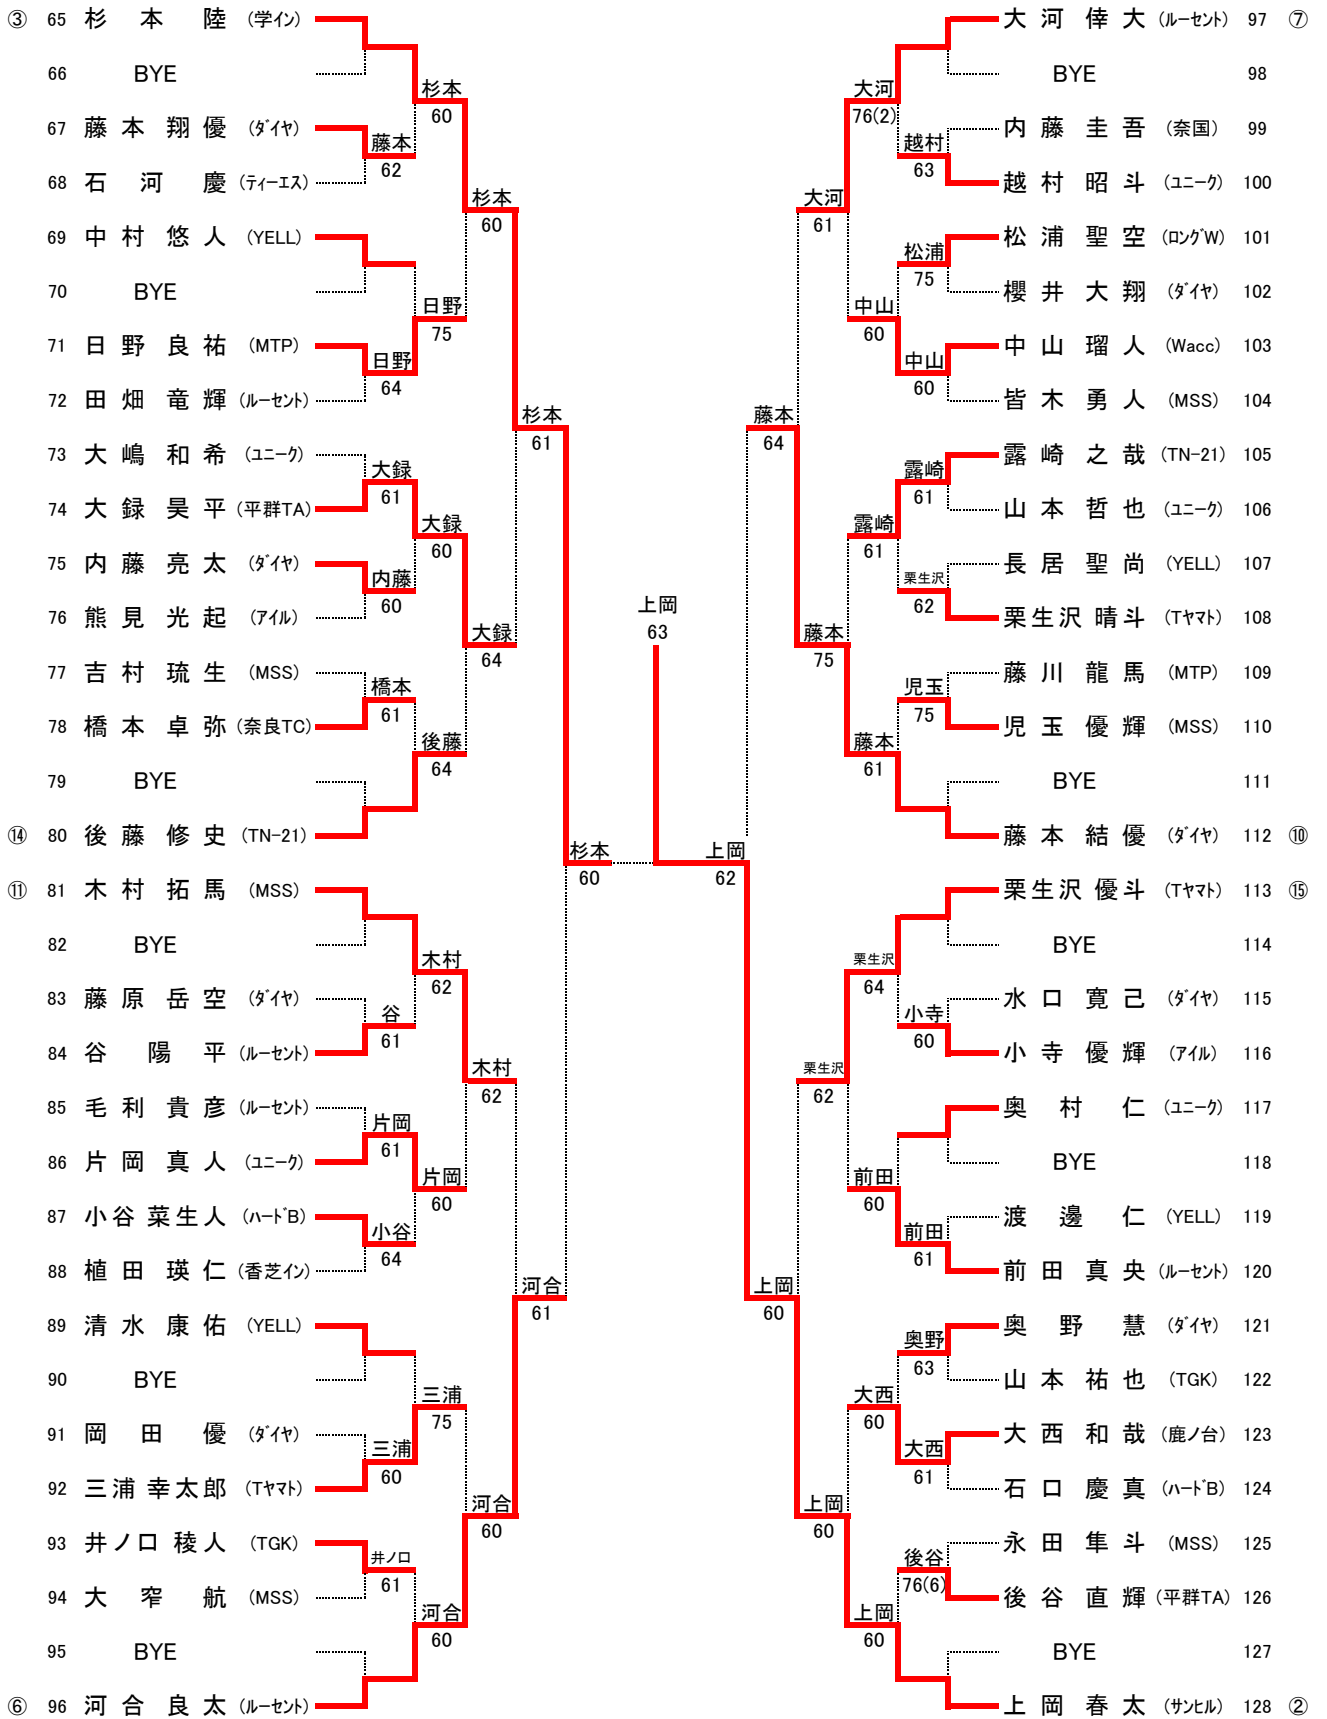 ③ 65 杉本 陸 (学イン)
66 BYE
67 藤本 翔優 (ダイヤ)
68 石河 慶 (ティーエス)
69 中村 悠人 (YELL)
70 BYE
71 日野 良祐 (MTP)
72 田畑 竜輝 (ルーセント)
73 大嶋 和希 (ユニーク)
74 大録 昊平 (平群TA)
75 内藤 亮太 (ダイヤ)
76 熊見 光起 (アイル)
77 吉村 琉生 (MSS)
78 橋本 卓弥 (奈良TC)
79 BYE
⑭ 80 後藤 修史 (TN-21)
⑪ 81 木村 拓馬 (MSS)
82 BYE
83 藤原 岳空 (ダイヤ)
84 谷 陽平 (ルーセント)
85 毛利 貴彦 (ルーセント)
86 片岡 真人 (ユニーク)
87 小谷 菜生人 (ハードB)
88 植田 瑛仁 (香芝イン)
89 清水 康佑 (YELL)
90 BYE
91 岡田 優 (ダイヤ)
92 三浦 幸太郎 (Tヤマト)
93 井ノ口 稜人 (TGK)
94 大窄 航 (MSS)
95 BYE
⑥ 96 河合 良太 (ルーセント)
藤本
62
日野
64
大録
61
内藤
60
橋本
61
谷
61
片岡
61
小谷
64
三浦
60
井ノロ
61
杉本
60
日野
75
大録
60
後藤
64
木村
62
片岡
60
三浦
75
河合
60
杉本
60
大録
64
木村
62
河合
60
杉本
61
河合
61
杉本
60
上岡
63
上岡
62
藤本
64
上岡
60
大河
61
藤本
75
栗生沢
62
上岡
60
大河
76(2)
中山
60
露崎
61
藤本
61
栗生沢
64
前田
60
大西
60
上岡
60
越村
63
松浦
75
中山
60
露崎
61
栗生沢
62
児玉
75
小寺
60
前田
61
奥野
63
大西
61
後谷
76(6)
大河 倖大 (ルーセント) 97 ⑦
BYE 98
内藤 圭吾 (奈国) 99
越村 昭斗 (ユニーク) 100
松浦 聖空 (ロングW) 101
櫻井 大翔 (ダイヤ) 102
中山 瑠人 (Wacc) 103
皆木 勇人 (MSS) 104
露崎 之哉 (TN-21) 105
山本 哲也 (ユニーク) 106
長居 聖尚 (YELL) 107
栗生沢 晴斗 (Tヤマト) 108
藤川 龍馬 (MTP) 109
児玉 優輝 (MSS) 110
BYE 111
藤本 結優 (ダイヤ) 112 ⑩
栗生沢 優斗 (Tヤマト) 113 ⑮
BYE 114
水口 寛己 (ダイヤ) 115
小寺 優輝 (アイル) 116
奥村 仁 (ユニーク) 117
BYE 118
渡邊 仁 (YELL) 119
前田 真央 (ルーセント) 120
奥野 慧 (ダイヤ) 121
山本 祐也 (TGK) 122
大西 和哉 (鹿ノ台) 123
石口 慶真 (ハードB) 124
永田 隼斗 (MSS) 125
後谷 直輝 (平群TA) 126
BYE 127
上岡 春太 (サンヒル) 128 ②